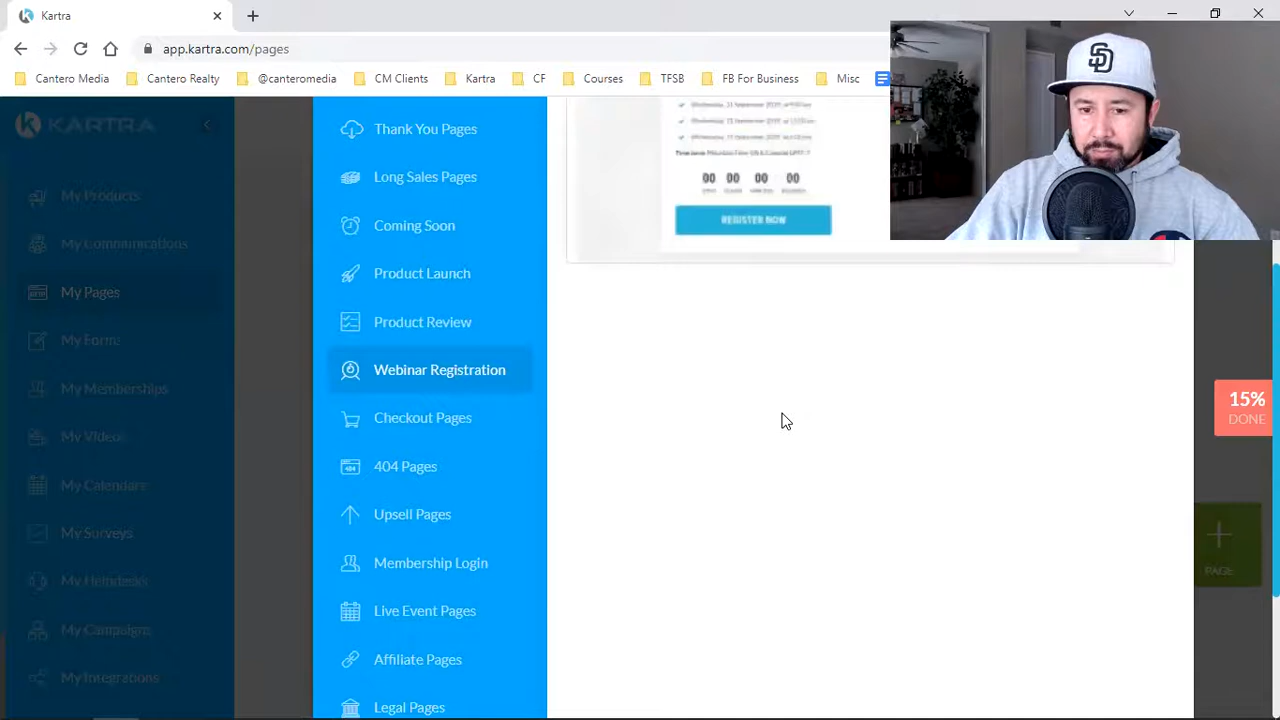 Kartra
app.kartra.com/pages
Cantero Media
Cantero Realty
@canteromedia
CM Clients
Kartra
CF
Courses
TFSB
FB For Business
Misc
KARTRA
My Products
My Communications
My Pages
My Forms
My Memberships
My Videos
My Calendars
My Surveys
My Helpdesks
My Campaigns
My Integrations
Thank You Pages
Long Sales Pages
Coming Soon
Product Launch
Product Review
Webinar Registration
Checkout Pages
404 Pages
Upsell Pages
Membership Login
Live Event Pages
Affiliate Pages
Legal Pages
00 00 00 00
REGISTER NOW
SD
15%
DONE
PAGE